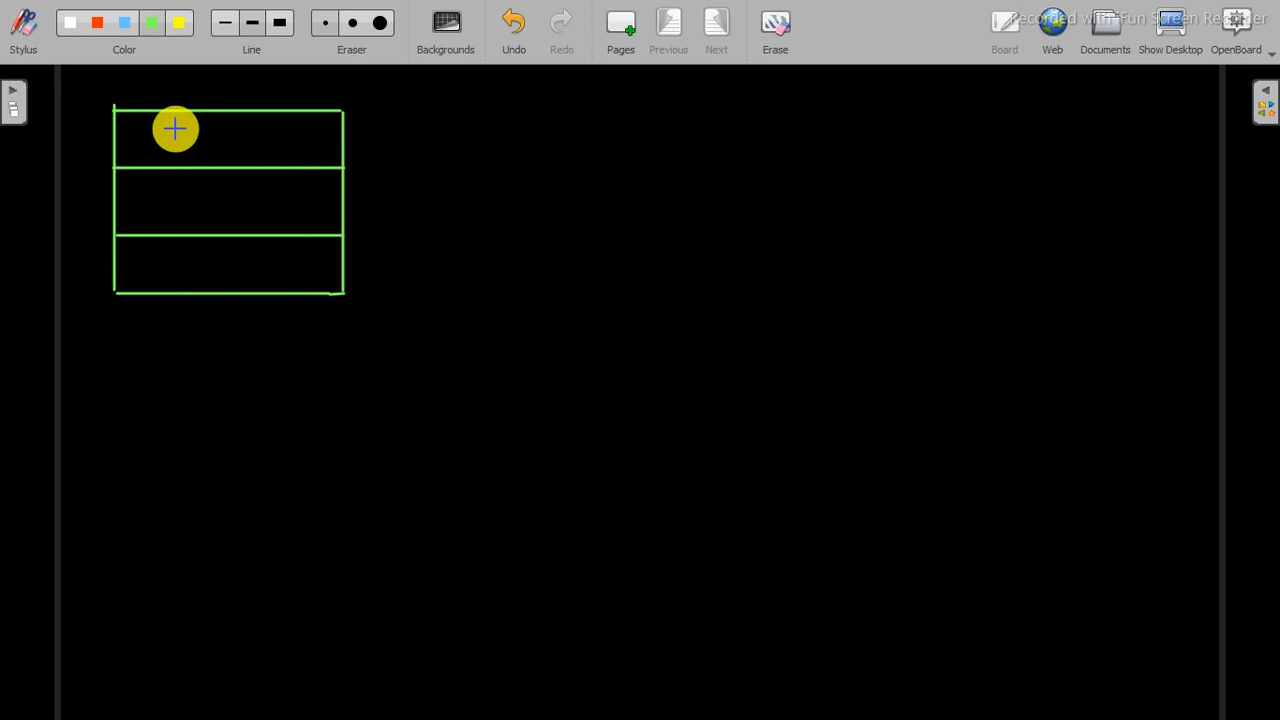 Recorded with iFun Screen Recorder
Stylus Color Line Eraser Backgrounds Undo Redo Pages Previous Next Erase Board Web Documents Show Desktop OpenBoard